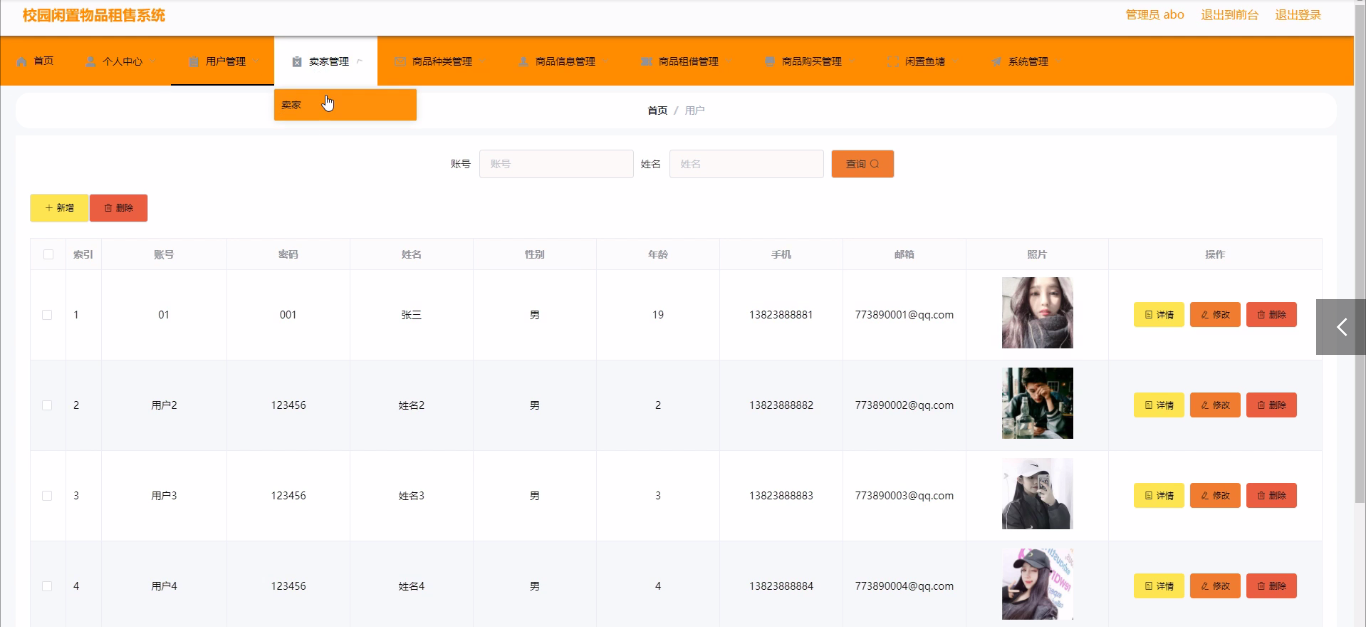 校园闲置物品租售系统
管理员 abo 退出到前台 退出登录
首页 个人中心 用户管理 卖家管理 商品种类管理 商品信息管理 商品租借管理 商品购买管理 闲置鱼塘 系统管理
卖家
首页 / 用户
账号 账号 姓名 姓名 查询
+ 新增 删除
索引 账号 密码 姓名 性别 年龄 手机 邮箱 照片 操作
1 01 001 张三 男 19 13823888881 773890001@qq.com 详情 修改 删除
2 用户2 123456 姓名2 男 2 13823888882 773890002@qq.com 详情 修改 删除
3 用户3 123456 姓名3 男 3 13823888883 773890003@qq.com 详情 修改 删除
4 用户4 123456 姓名4 男 4 13823888884 773890004@qq.com 详情 修改 删除